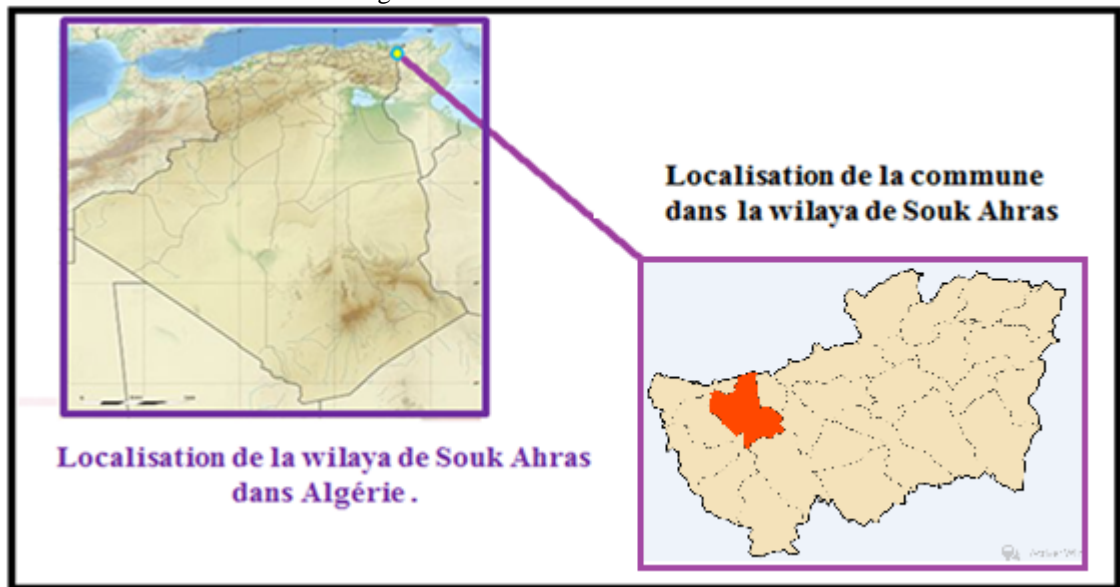 Localisation de la commune
dans la wilaya de Souk Ahras
Localisation de la wilaya de Souk Ahras
dans Algérie .